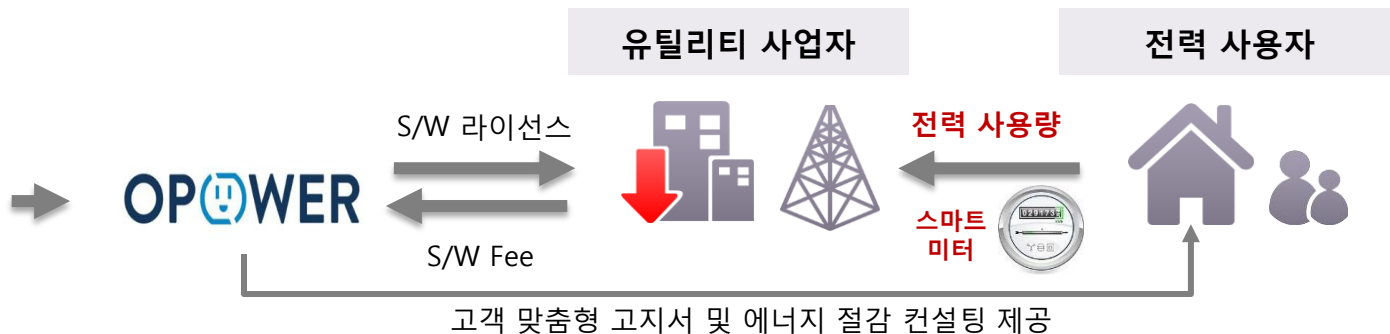 유틸리티 사업자
전력 사용자
S/W 라이선스
전력 사용량
OPOWER
스마트
미터
S/W Fee
고객 맞춤형 고지서 및 에너지 절감 컨설팅 제공